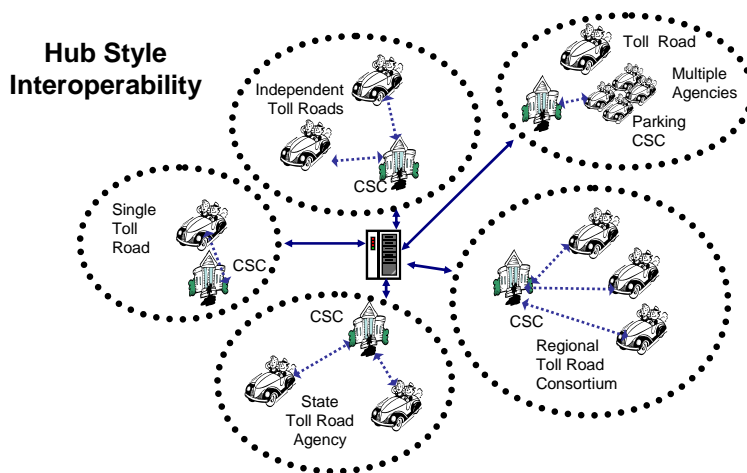 Hub Style
Interoperability
Independent
Toll Roads
CSC
Toll Road
Multiple
Agencies
Parking
CSC
Single
Toll
Road
CSC
CSC
State
Toll Road
Agency
CSC
Regional
Toll Road
Consortium